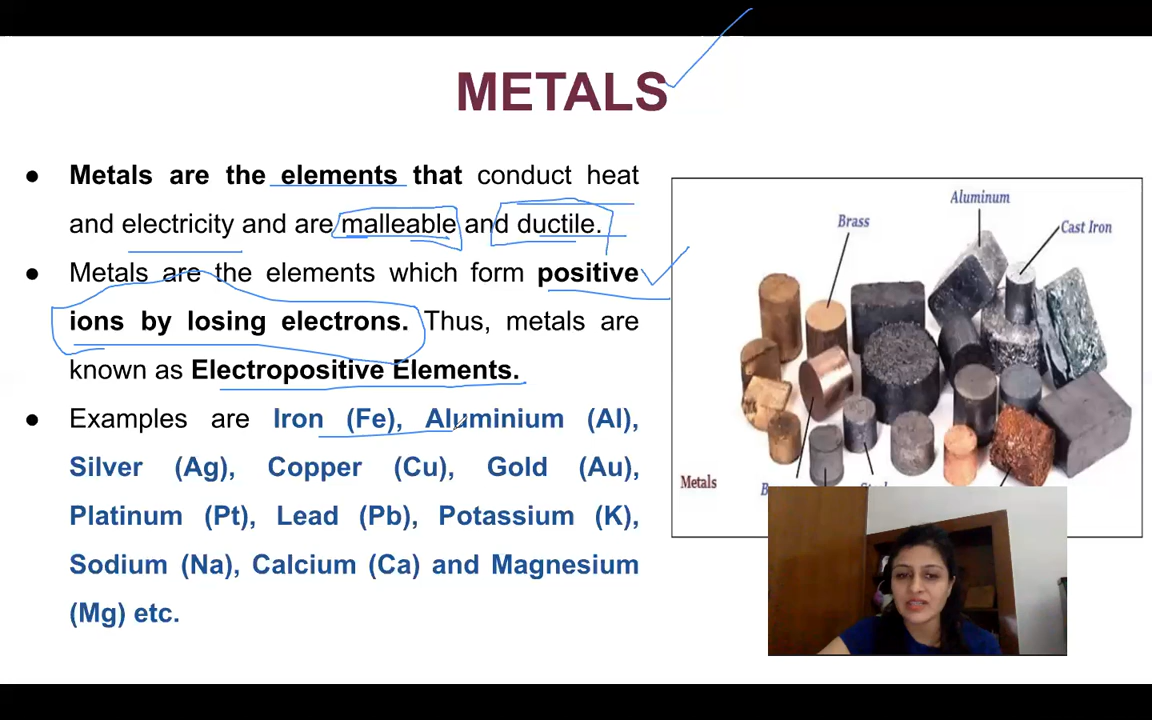 METALS
● Metals are the elements that conduct heat
and electricity and are malleable and ductile.
● Metals are the elements which form positive
ions by losing electrons. Thus, metals are
known as Electropositive Elements.
● Examples are Iron (Fe), Aluminium (Al),
Silver (Ag), Copper (Cu), Gold (Au),
Platinum (Pt), Lead (Pb), Potassium (K),
Sodium (Na), Calcium (Ca) and Magnesium
(Mg) etc.
Aluminum
Brass
Cast Iron
Metals